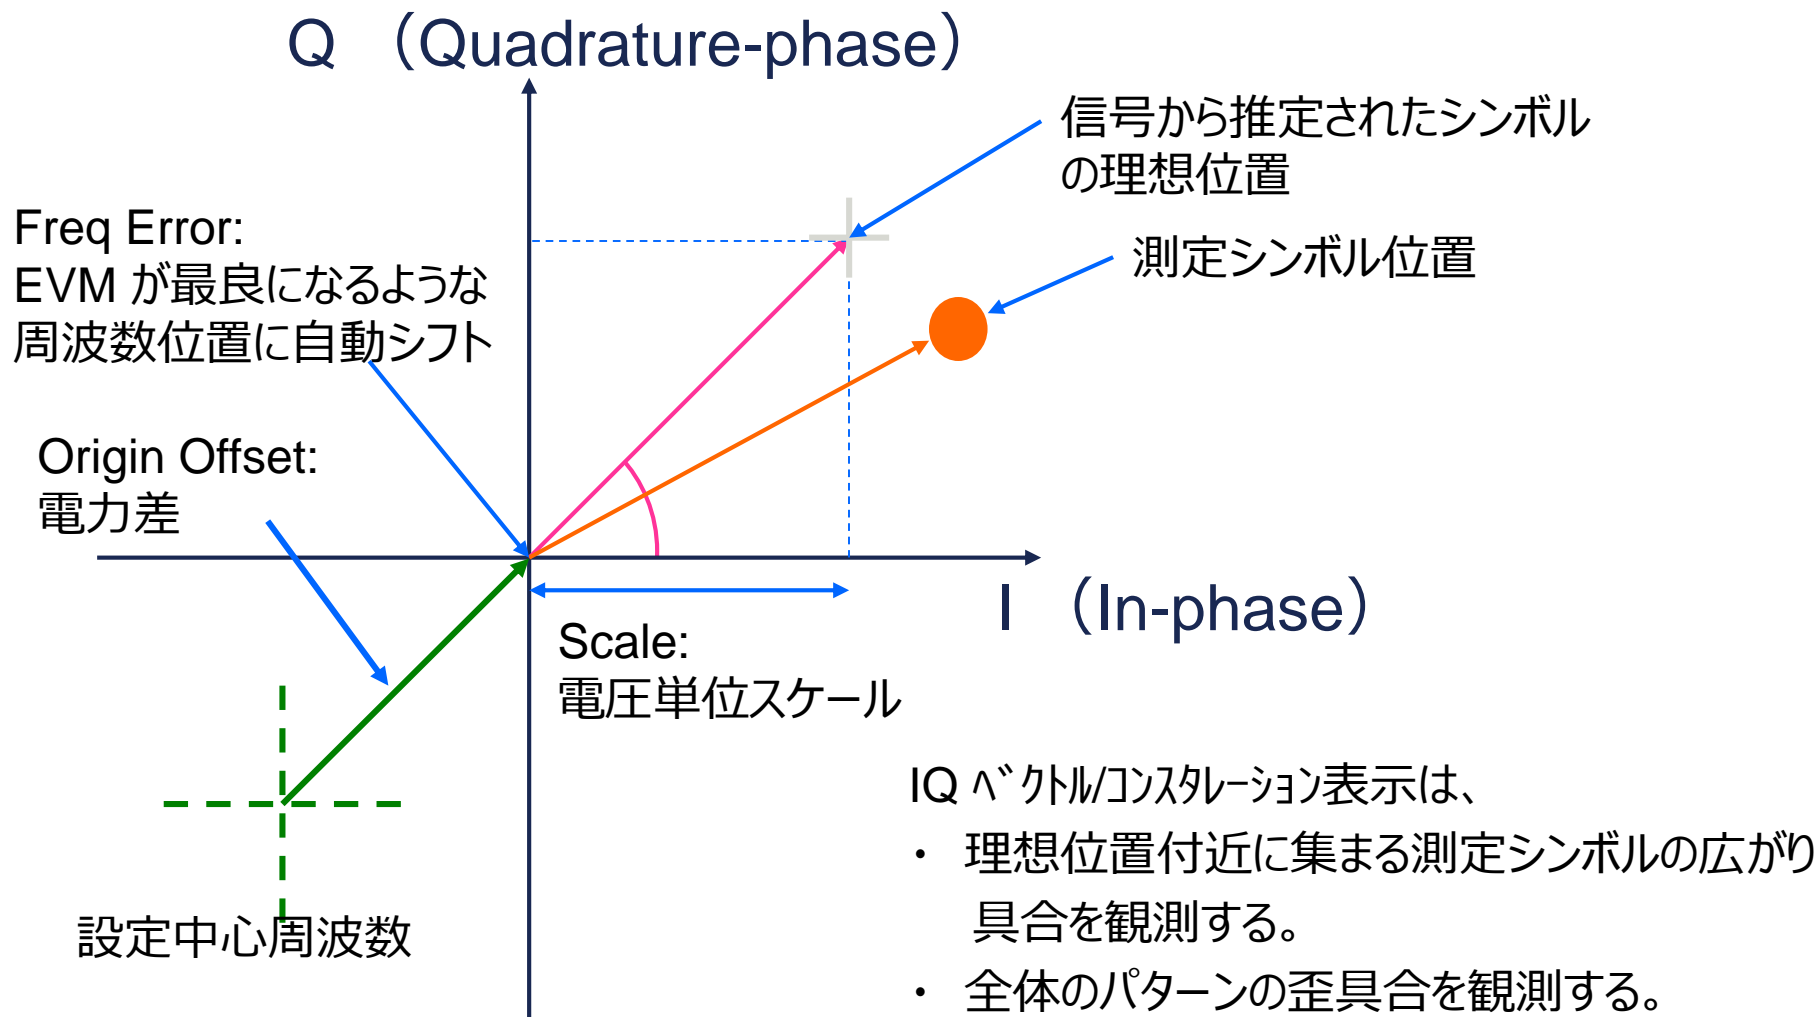 Q （Quadrature-phase）
信号から推定されたシンボル
の理想位置
Freq Error:
EVM が最良になるような
周波数位置に自動シフト
測定シンボル位置
Origin Offset:
電力差
I （In-phase）
Scale:
電圧単位スケール
設定中心周波数
IQ ﾍﾞｸﾄﾙ/ｺﾝｽﾀﾚｰｼｮﾝ表示は、
・ 理想位置付近に集まる測定シンボルの広がり
具合を観測する。
・ 全体のパターンの歪具合を観測する。